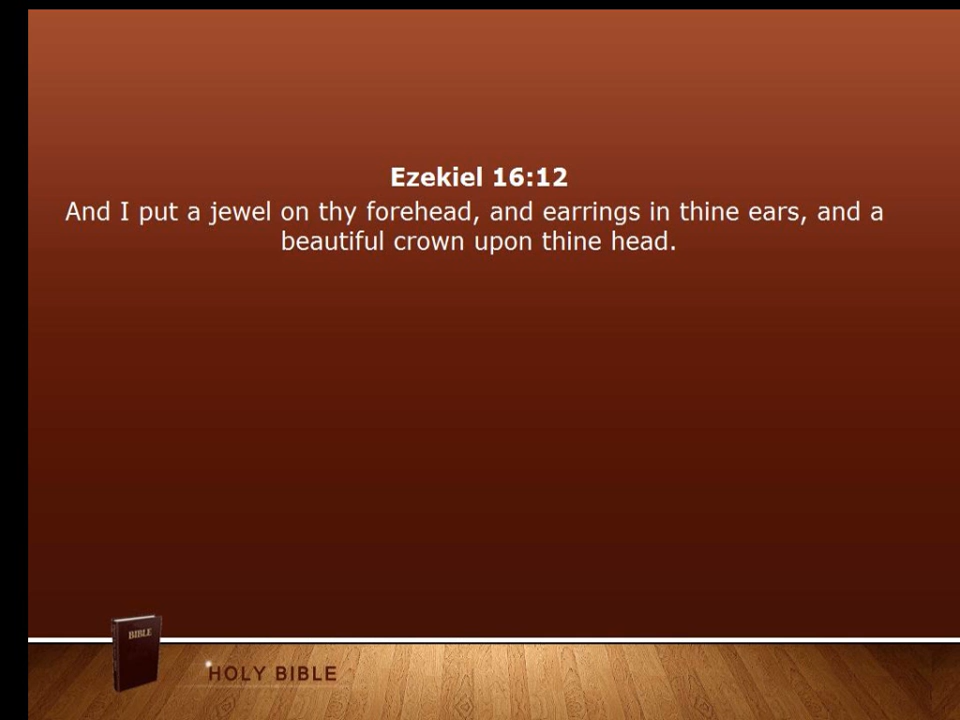 Ezekiel 16:12
And I put a jewel on thy forehead, and earrings in thine ears, and a
beautiful crown upon thine head.
BIBLE
HOLY BIBLE